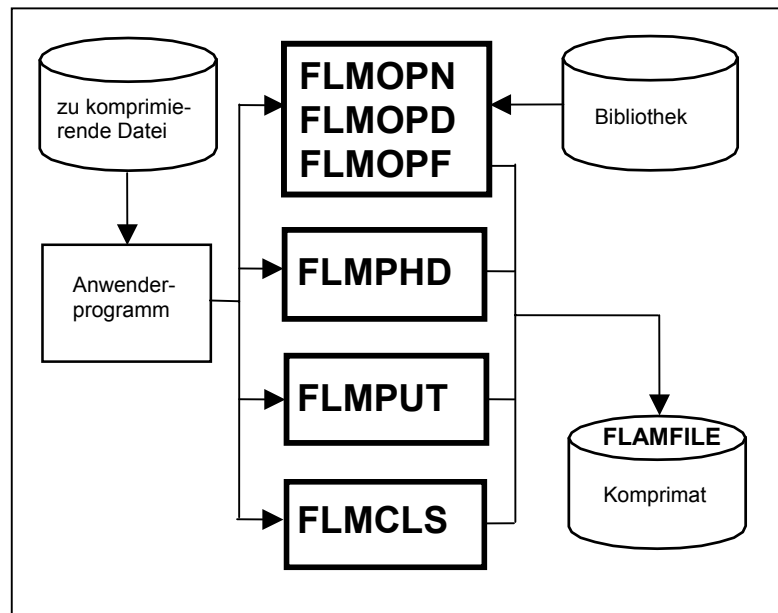 zu komprimie-
rende Datei
FLMOPN
FLMOPD
FLMOPF
Bibliothek
Anwender-
programm
FLMPHD
FLMPUT
FLAMFILE
Komprimat
FLMCLS